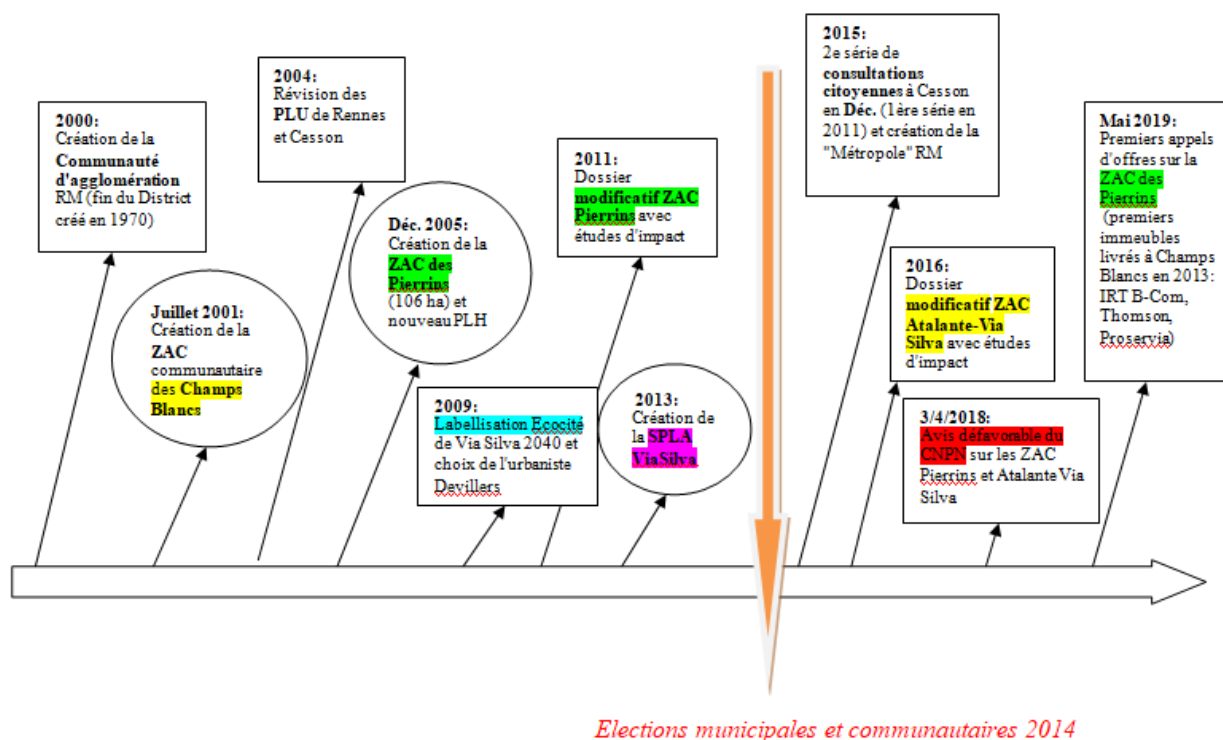 2000:
Création de la
Communauté
d'agglomération
RM (fin du District
créé en 1970)
Juillet 2001:
Création de la
ZAC
communautaire
des Champs
Blancs
2004:
Révision des
PLU de Rennes
et Cesson
Déc. 2005:
Création de la
ZAC des
Pierrins
(106 ha) et
nouveau PLH
2009:
Labellisation Ecocité
de Via Silva 2040 et
choix de l'urbaniste
Devillers
2011:
Dossier
modificatif ZAC
Pierrins avec
études d'impact
2013:
Création de
la SPLA
ViaSilva
2015:
2e série de
consultations
citoyennes à Cesson
en Déc. (1ère série en
2011) et création de la
"Métropole" RM
2016:
Dossier
modificatif ZAC
Atalante-Via
Silva avec études
d'impact
3/4/2018:
Avis défavorable du
CNPN sur les ZAC
Pierrins et Atalante Via
Silva
Mai 2019:
Premiers appels
d'offres sur la
ZAC des
Pierrins
(premiers
immeubles
livrés à Champs
Blancs en 2013:
IRT B-Com,
Thomson,
Proservia)
Elections municipales et communautaires 2014